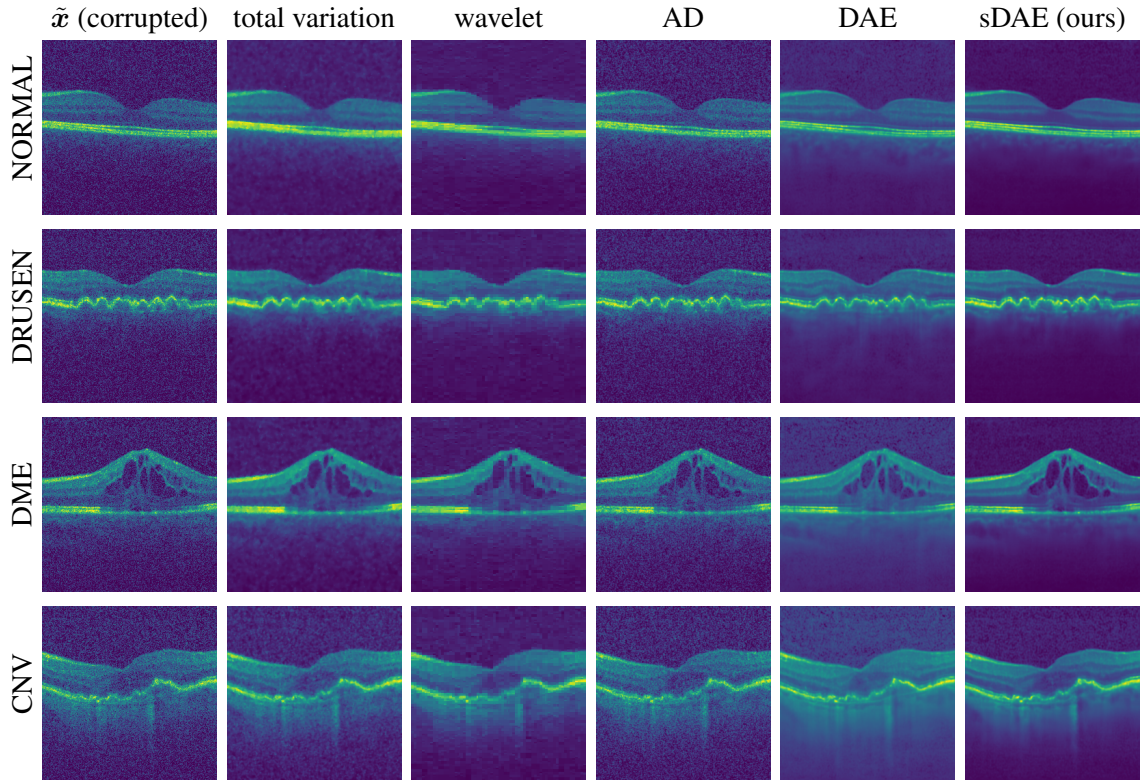 x̃ (corrupted) total variation wavelet AD DAE sDAE (ours)
NORMAL
DRUSEN
DME
CNV